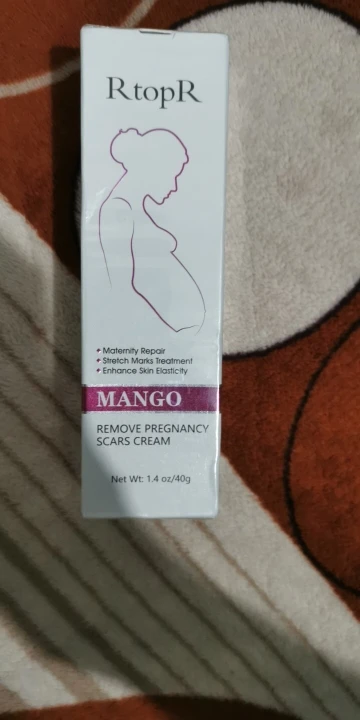 RtopR
Maternity Repair
Stretch Marks Treatment
Enhance Skin Elasticity
MANGO
REMOVE PREGNANCY
SCARS CREAM
Net Wt: 1.4 oz/40g